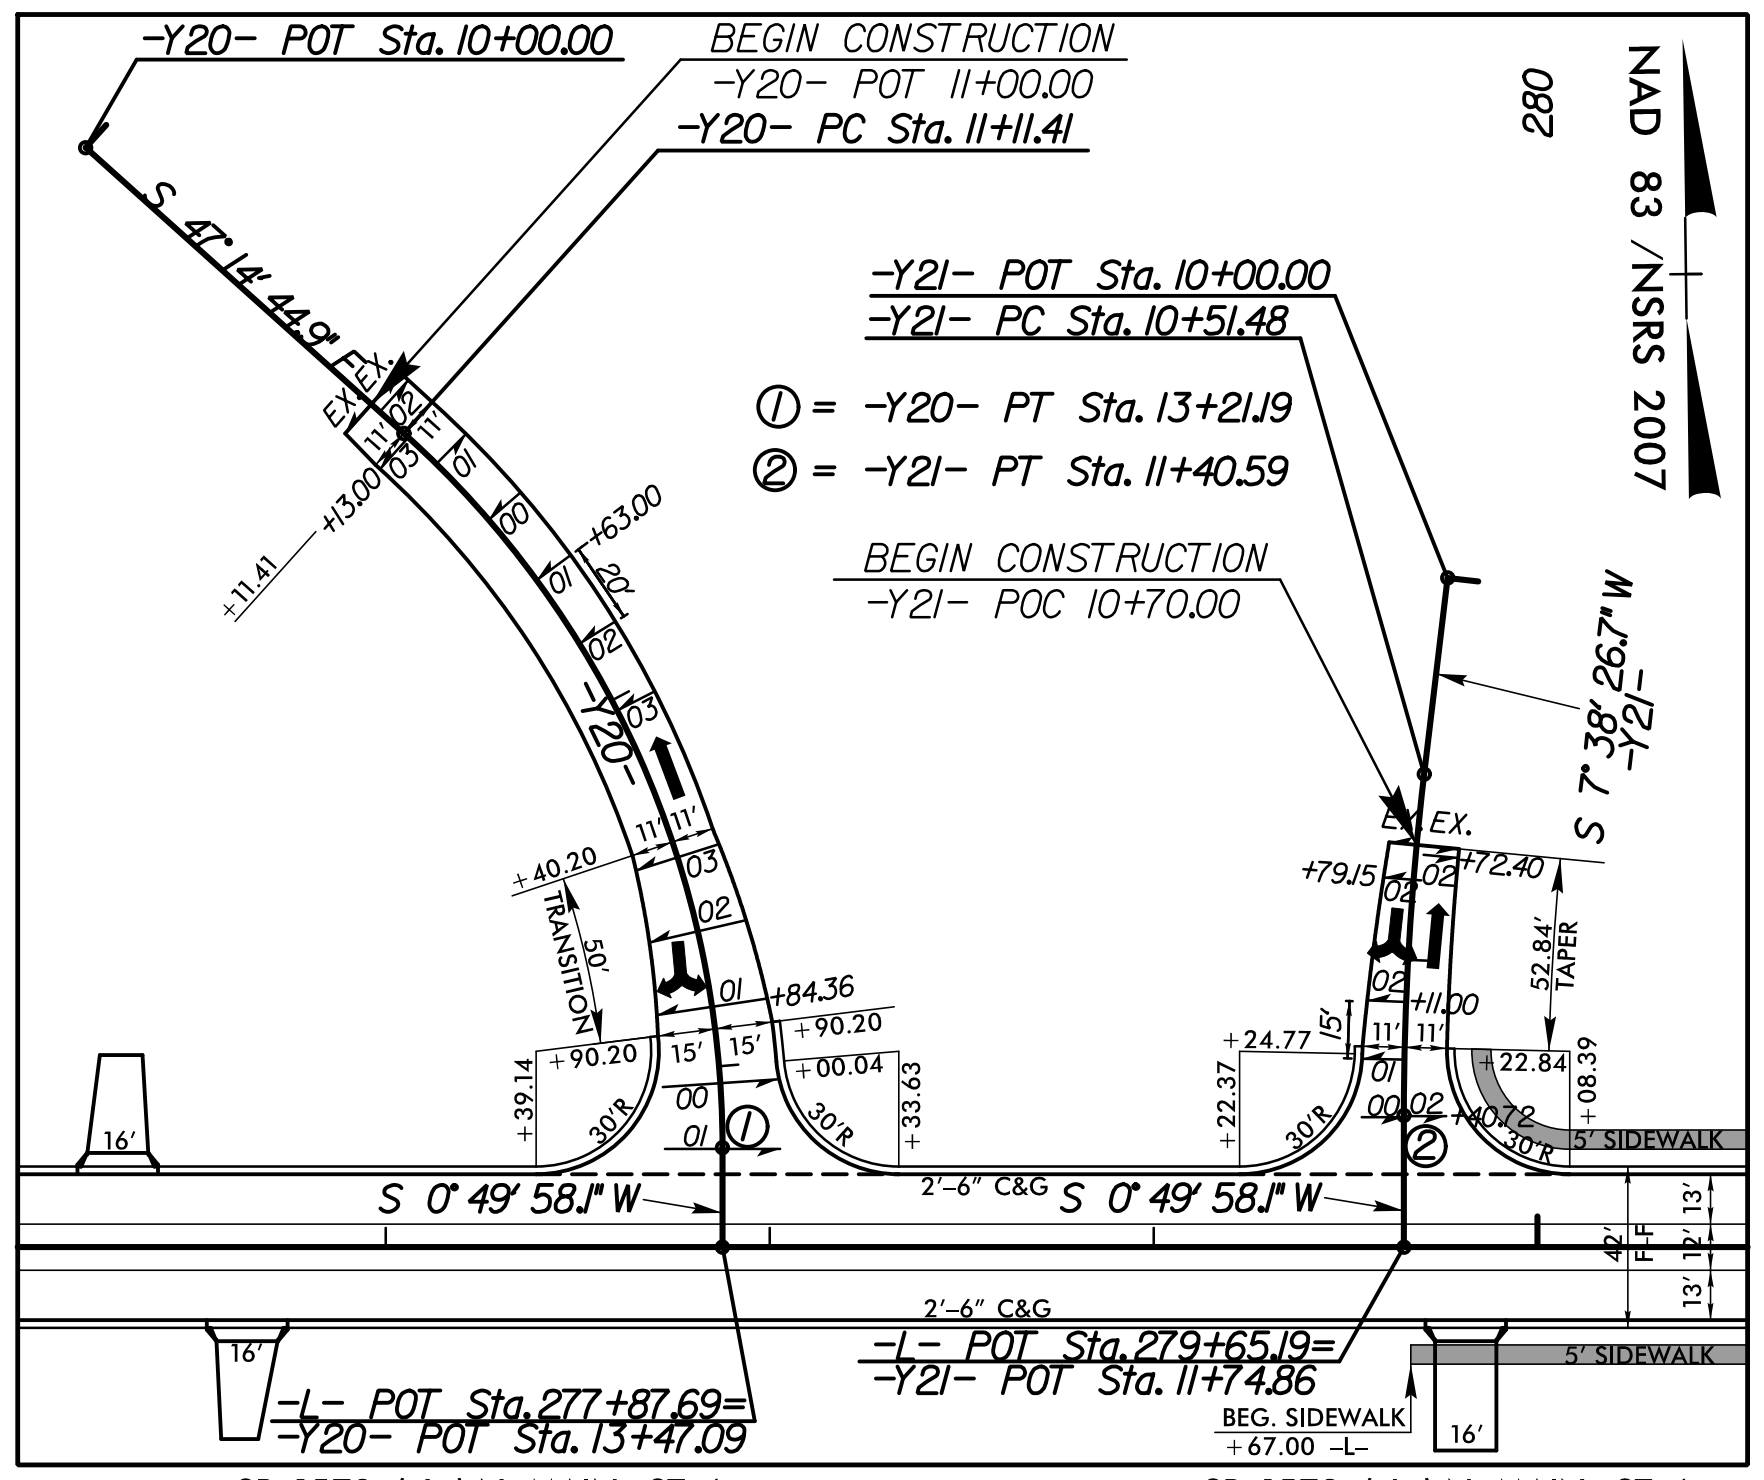 -Y20- POT Sta. 10+00.00
BEGIN CONSTRUCTION
-Y20- POT 11+00.00
-Y20- PC Sta. 11+11.41
280
NAD 83 /NSRS 2007
S 47° 14' 44.9" E
-Y21- POT Sta. 10+00.00
-Y21- PC Sta. 10+51.48
1 = -Y20- PT Sta. 13+21.19
2 = -Y21- PT Sta. 11+40.59
BEGIN CONSTRUCTION
-Y21- POC 10+70.00
EX. EX.
02
11' 11'
03
01
+13.00
00
+63.00
+11.41
01
20'
02
03
-Y20-
S 7° 38' 26.7" W
-Y21-
11' 11'
03
+40.20
TRANSITION
50'
02
01
+84.36
+90.20
+90.20
15' 15'
+00.04
00
01
1
+39.14
30'R
30'R
+33.63
EX. EX.
+72.40
+79.15
02
02
52.84'
TAPER
02
+11.00
15'
11' 11'
+24.77
+22.84
01
+22.37
30'R
00 02
+40.72
2
30'R
+08.39
5' SIDEWALK
16'
2'-6" C&G
S 0° 49' 58.1" W
S 0° 49' 58.1" W
13'
42'
F-F
12'
13'
2'-6" C&G
16'
-L- POT Sta. 279+65.19=
-Y21- POT Sta. 11+74.86
5' SIDEWALK
-L- POT Sta. 277+87.69=
-Y20- POT Sta. 13+47.09
BEG. SIDEWALK
+67.00 -L-
16'